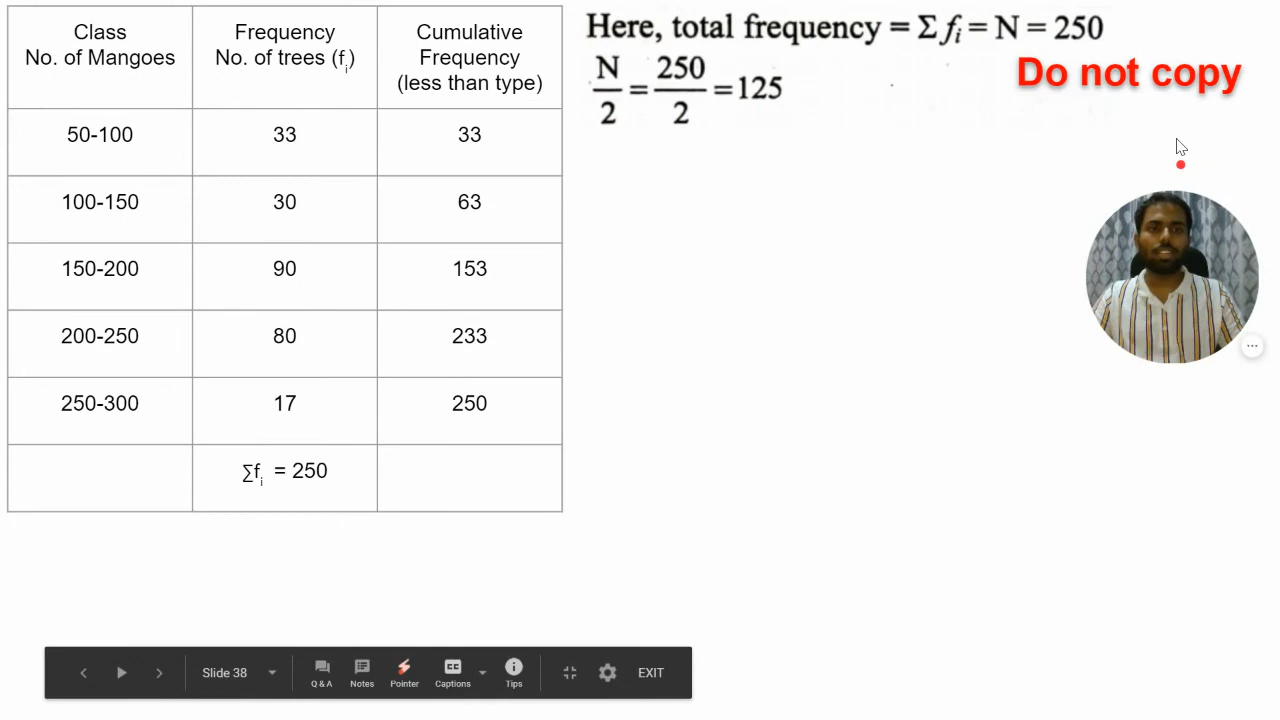 Class
No. of Mangoes
Frequency
No. of trees (fi)
Cumulative
Frequency
(less than type)
50-100 33 33
100-150 30 63
150-200 90 153
200-250 80 233
250-300 17 250
∑fi = 250
Here, total frequency = Σ fi = N = 250
N/2 = 250/2 = 125
Do not copy
Slide 38
Q & A
Notes
Pointer
CC
Captions
Tips
EXIT